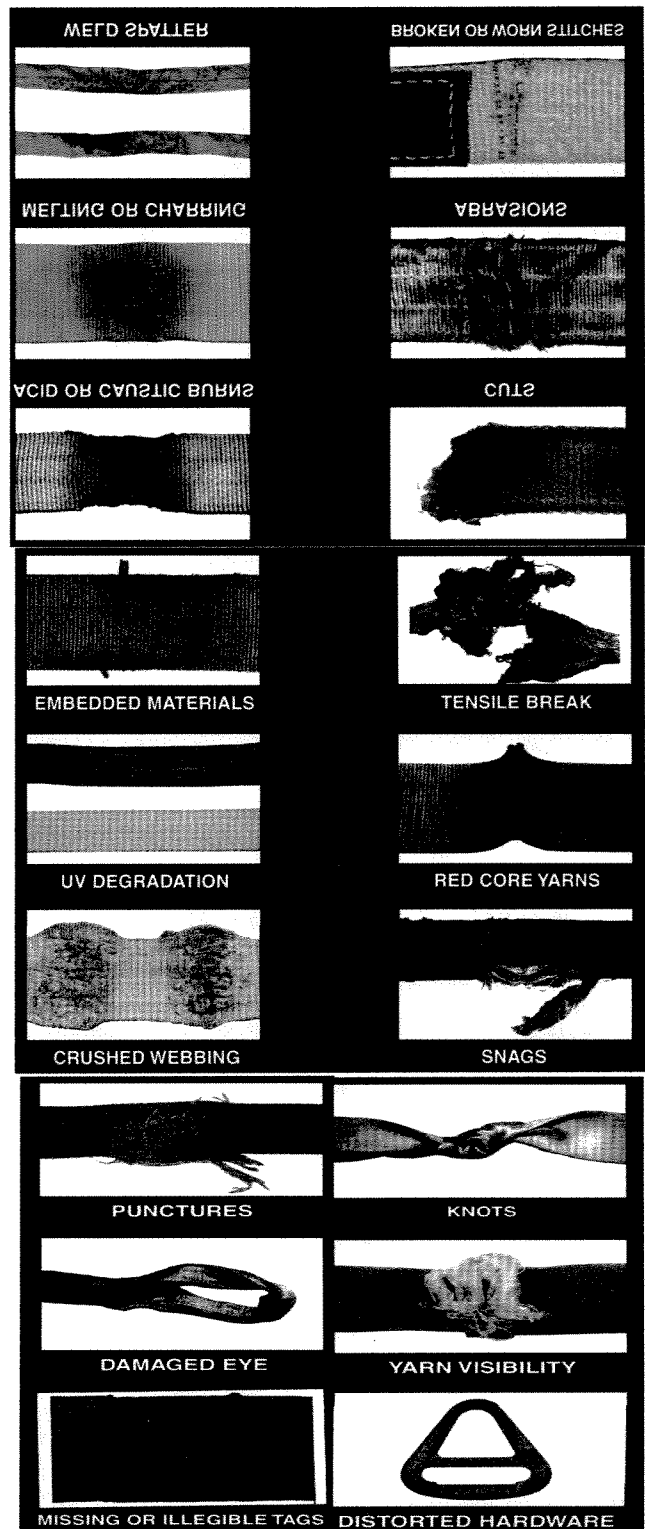 WELD SPATTER
BROKEN OR WORN STITCHES
MELTING OR CHARRING
ABRASIONS
ACID OR CAUSTIC BURNS
CUTS
EMBEDDED MATERIALS
TENSILE BREAK
UV DEGRADATION
RED CORE YARNS
CRUSHED WEBBING
SNAGS
PUNCTURES
KNOTS
DAMAGED EYE
YARN VISIBILITY
MISSING OR ILLEGIBLE TAGS
DISTORTED HARDWARE